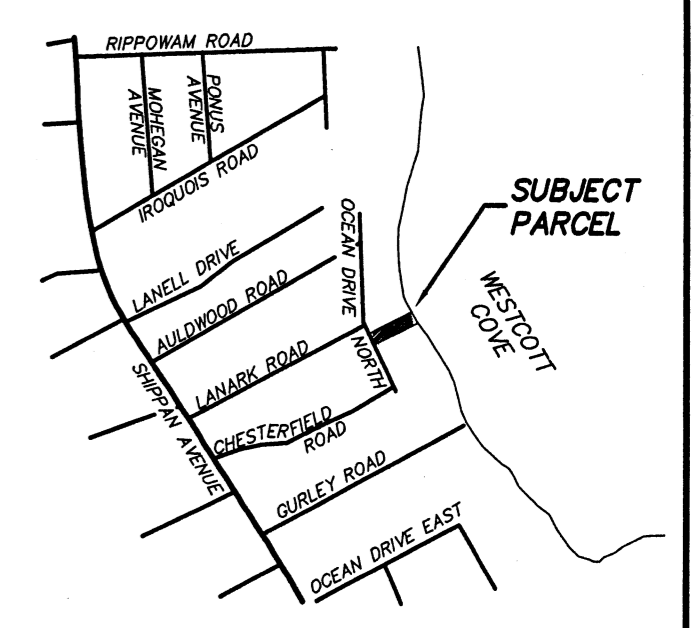 RIPPOWAM ROAD
MOHEGAN
AVENUE
PONUS
AVENUE
IROQUOIS ROAD
SUBJECT
PARCEL
OCEAN DRIVE
NORTH
LANELL DRIVE
AULDWOOD ROAD
WESTCOTT
COVE
LANARK ROAD
SHIPPAN AVENUE
CHESTERFIELD
ROAD
GURLEY ROAD
OCEAN DRIVE EAST